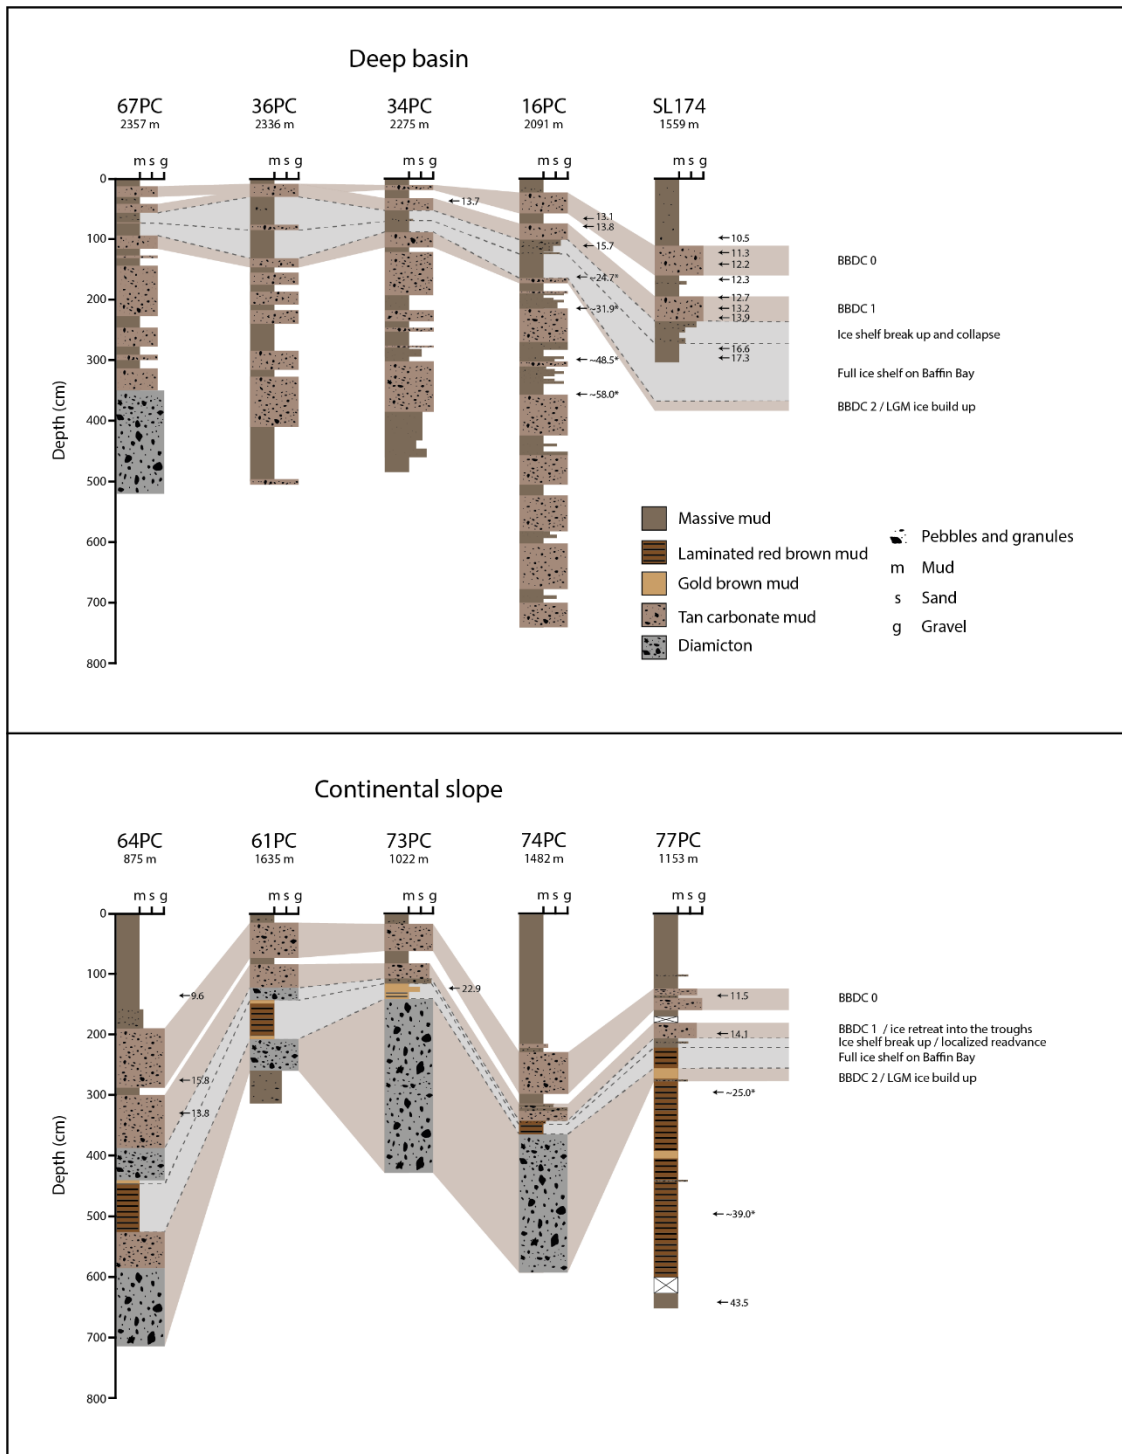 Deep basin
67PC 36PC 34PC 16PC SL174
2357 m 2336 m 2275 m 2091 m 1559 m
m s g m s g m s g m s g m s g
0
100
200
300
400
500
600
700
800
Depth (cm)
13.7
13.1
13.8
15.7
~24.7*
~31.9*
~48.5*
~58.0*
10.5
11.3
12.2
12.3
12.7
13.2
13.9
16.6
17.3
BBDC 0
BBDC 1
Ice shelf break up and collapse
Full ice shelf on Baffin Bay
BBDC 2 / LGM ice build up
Massive mud
Laminated red brown mud
Gold brown mud
Tan carbonate mud
Diamicton
Pebbles and granules
m Mud
s Sand
g Gravel
Continental slope
64PC 61PC 73PC 74PC 77PC
875 m 1635 m 1022 m 1482 m 1153 m
m s g m s g m s g m s g m s g
0
100
200
300
400
500
600
700
800
Depth (cm)
9.6
15.8
13.8
22.9
11.5
14.1
~25.0*
~39.0*
43.5
BBDC 0
BBDC 1 / ice retreat into the troughs
Ice shelf break up / localized readvance
Full ice shelf on Baffin Bay
BBDC 2 / LGM ice build up